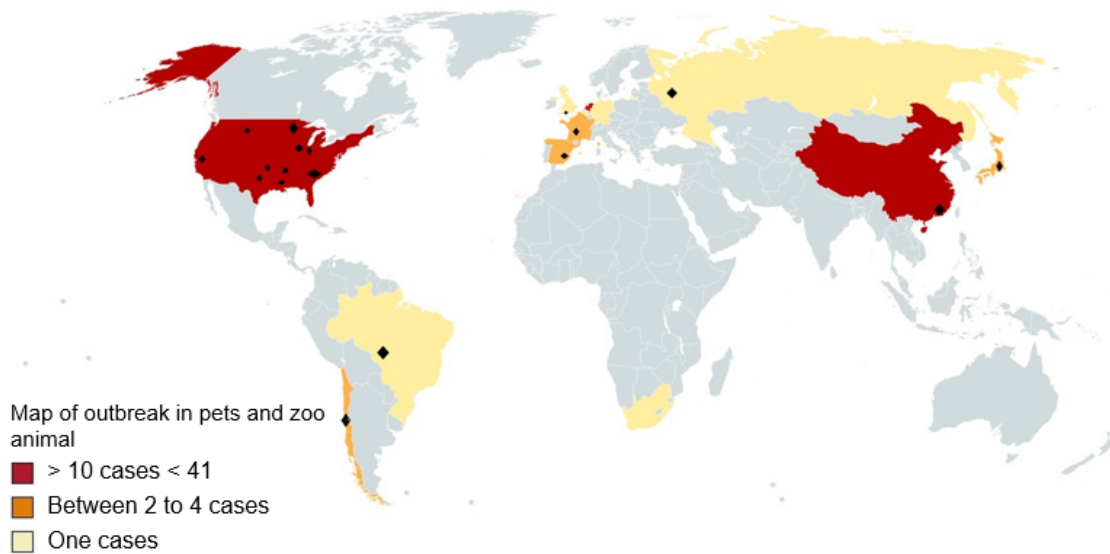 Map of outbreak in pets and zoo
animal
> 10 cases < 41
Between 2 to 4 cases
One cases